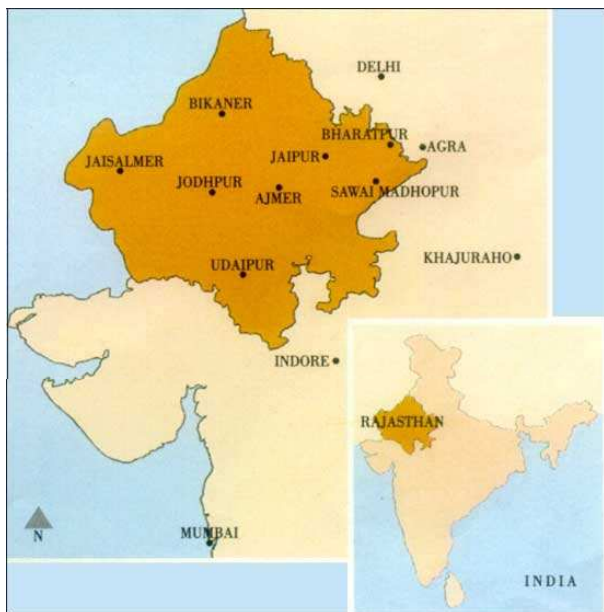 DELHI
BIKANER
BHARATPUR
AGRA
JAIPUR
JAISALMER
JODHPUR
AJMER
SAWAI MADHOPUR
KHAJURAHO
UDAIPUR
INDORE
RAJASTHAN
N
MUMBAI
INDIA